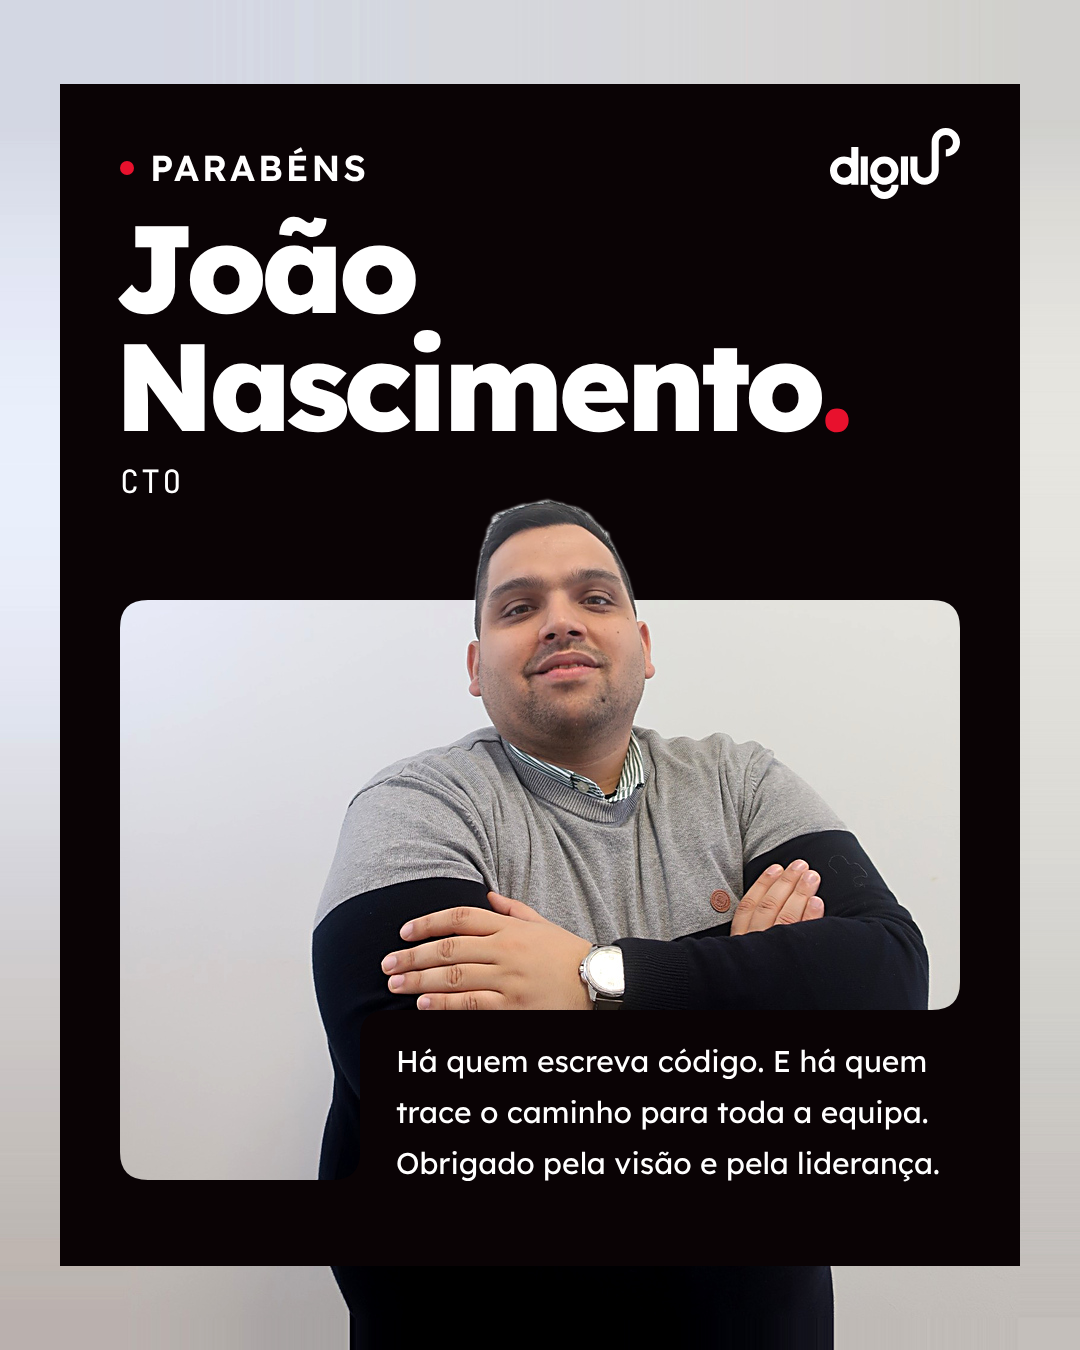 PARABÉNS
digiUP
João
Nascimento.
CTO
Há quem escreva código. E há quem
trace o caminho para toda a equipa.
Obrigado pela visão e pela liderança.